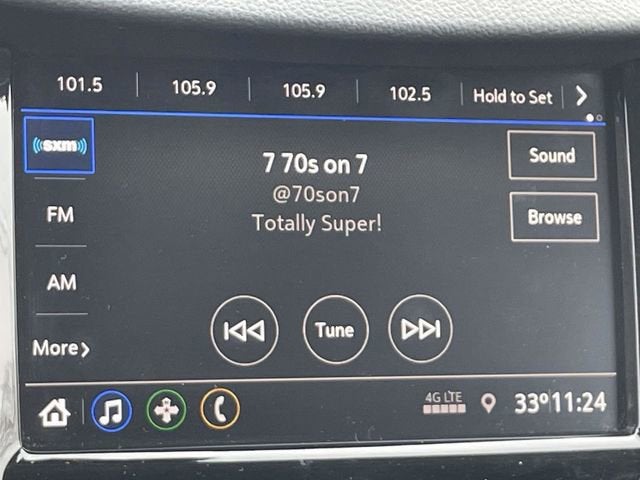 101.5 105.9 105.9 102.5 Hold to Set
sxm
7 70s on 7
@70son7
Totally Super!
Sound
Browse
FM
AM
More
Tune
4G LTE
33° 11:24